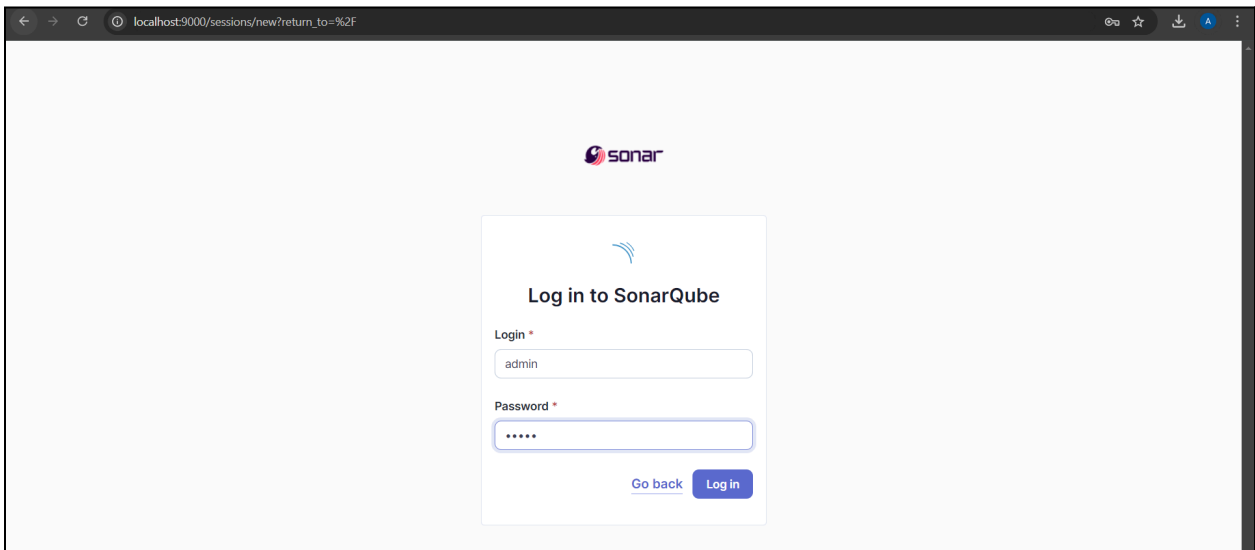 localhost:9000/sessions/new?return_to=%2F
A
sonar
Log in to SonarQube
Login *
admin
Password *
•••••
Go back Log in